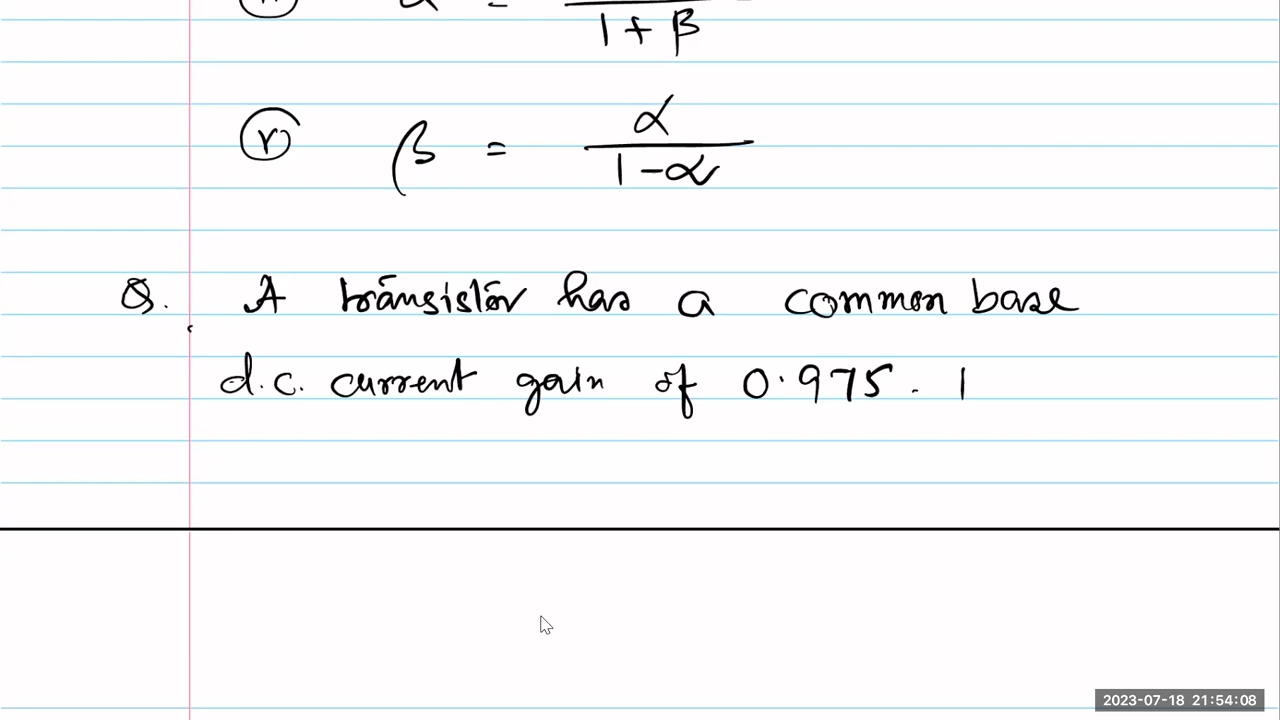 α =
1 + β
(v) β = α / 1 - α
Q. A transistor has a common base
d.c. current gain of 0.975. I
2023-07-18 21:54:08